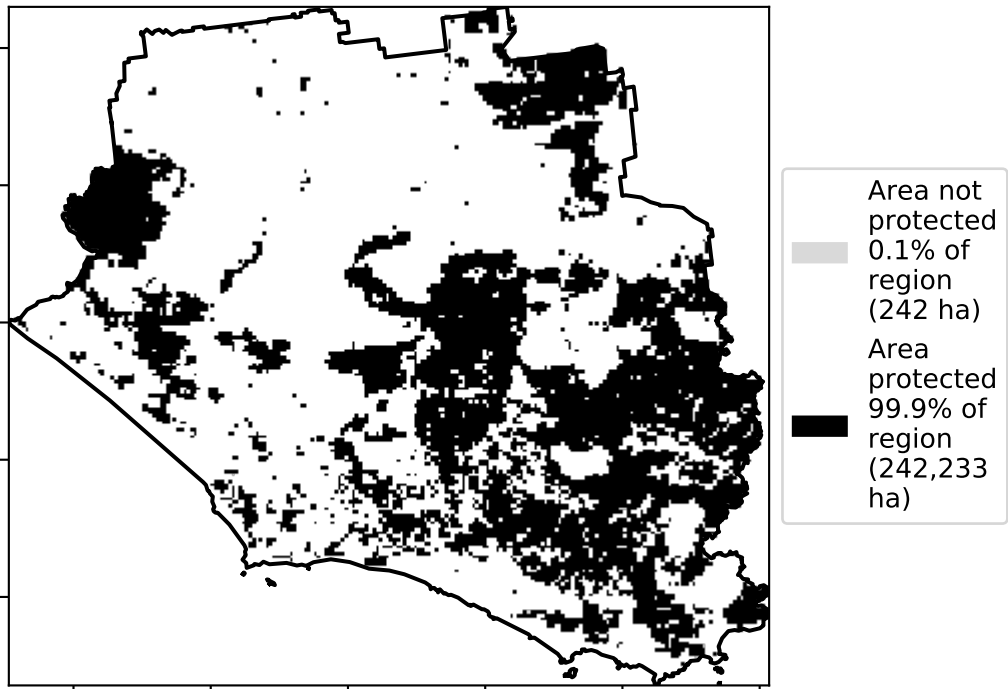 Area not
protected
0.1% of
region
(242 ha)
Area
protected
99.9% of
region
(242,233
ha)